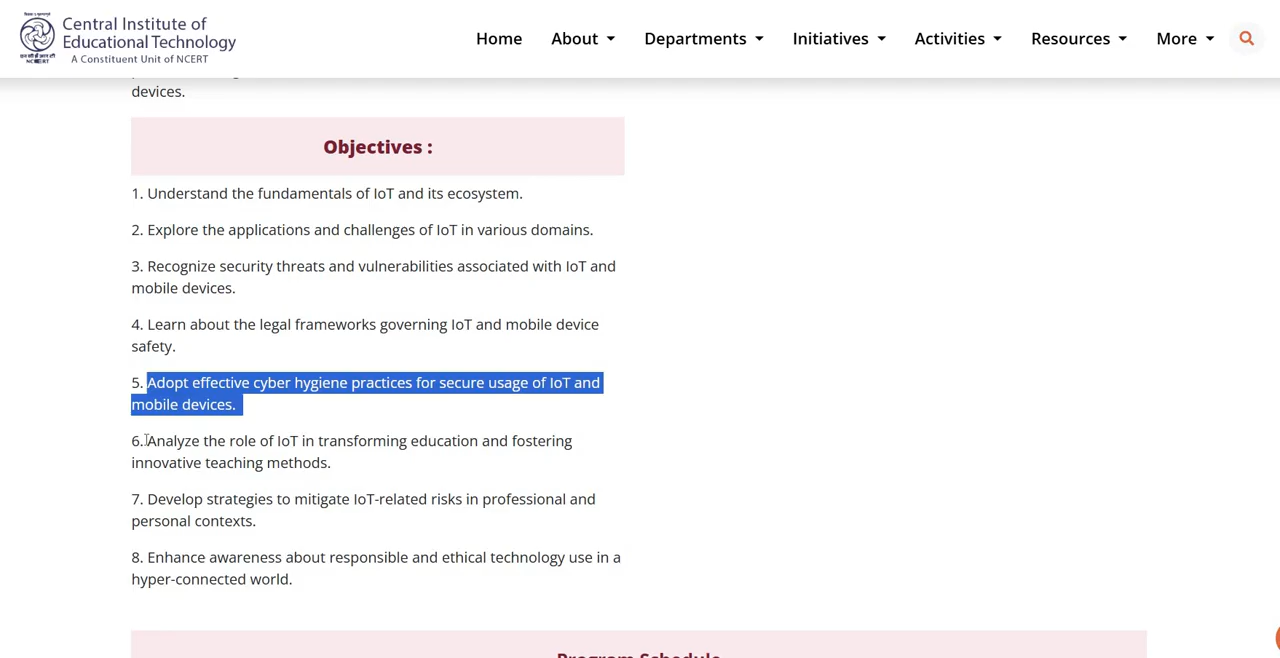 Central Institute of
Educational Technology
A Constituent Unit of NCERT
Home About Departments Initiatives Activities Resources More
devices.
Objectives :
1. Understand the fundamentals of IoT and its ecosystem.
2. Explore the applications and challenges of IoT in various domains.
3. Recognize security threats and vulnerabilities associated with IoT and
mobile devices.
4. Learn about the legal frameworks governing IoT and mobile device
safety.
5. Adopt effective cyber hygiene practices for secure usage of IoT and
mobile devices.
6. Analyze the role of IoT in transforming education and fostering
innovative teaching methods.
7. Develop strategies to mitigate IoT-related risks in professional and
personal contexts.
8. Enhance awareness about responsible and ethical technology use in a
hyper-connected world.
Program Schedule